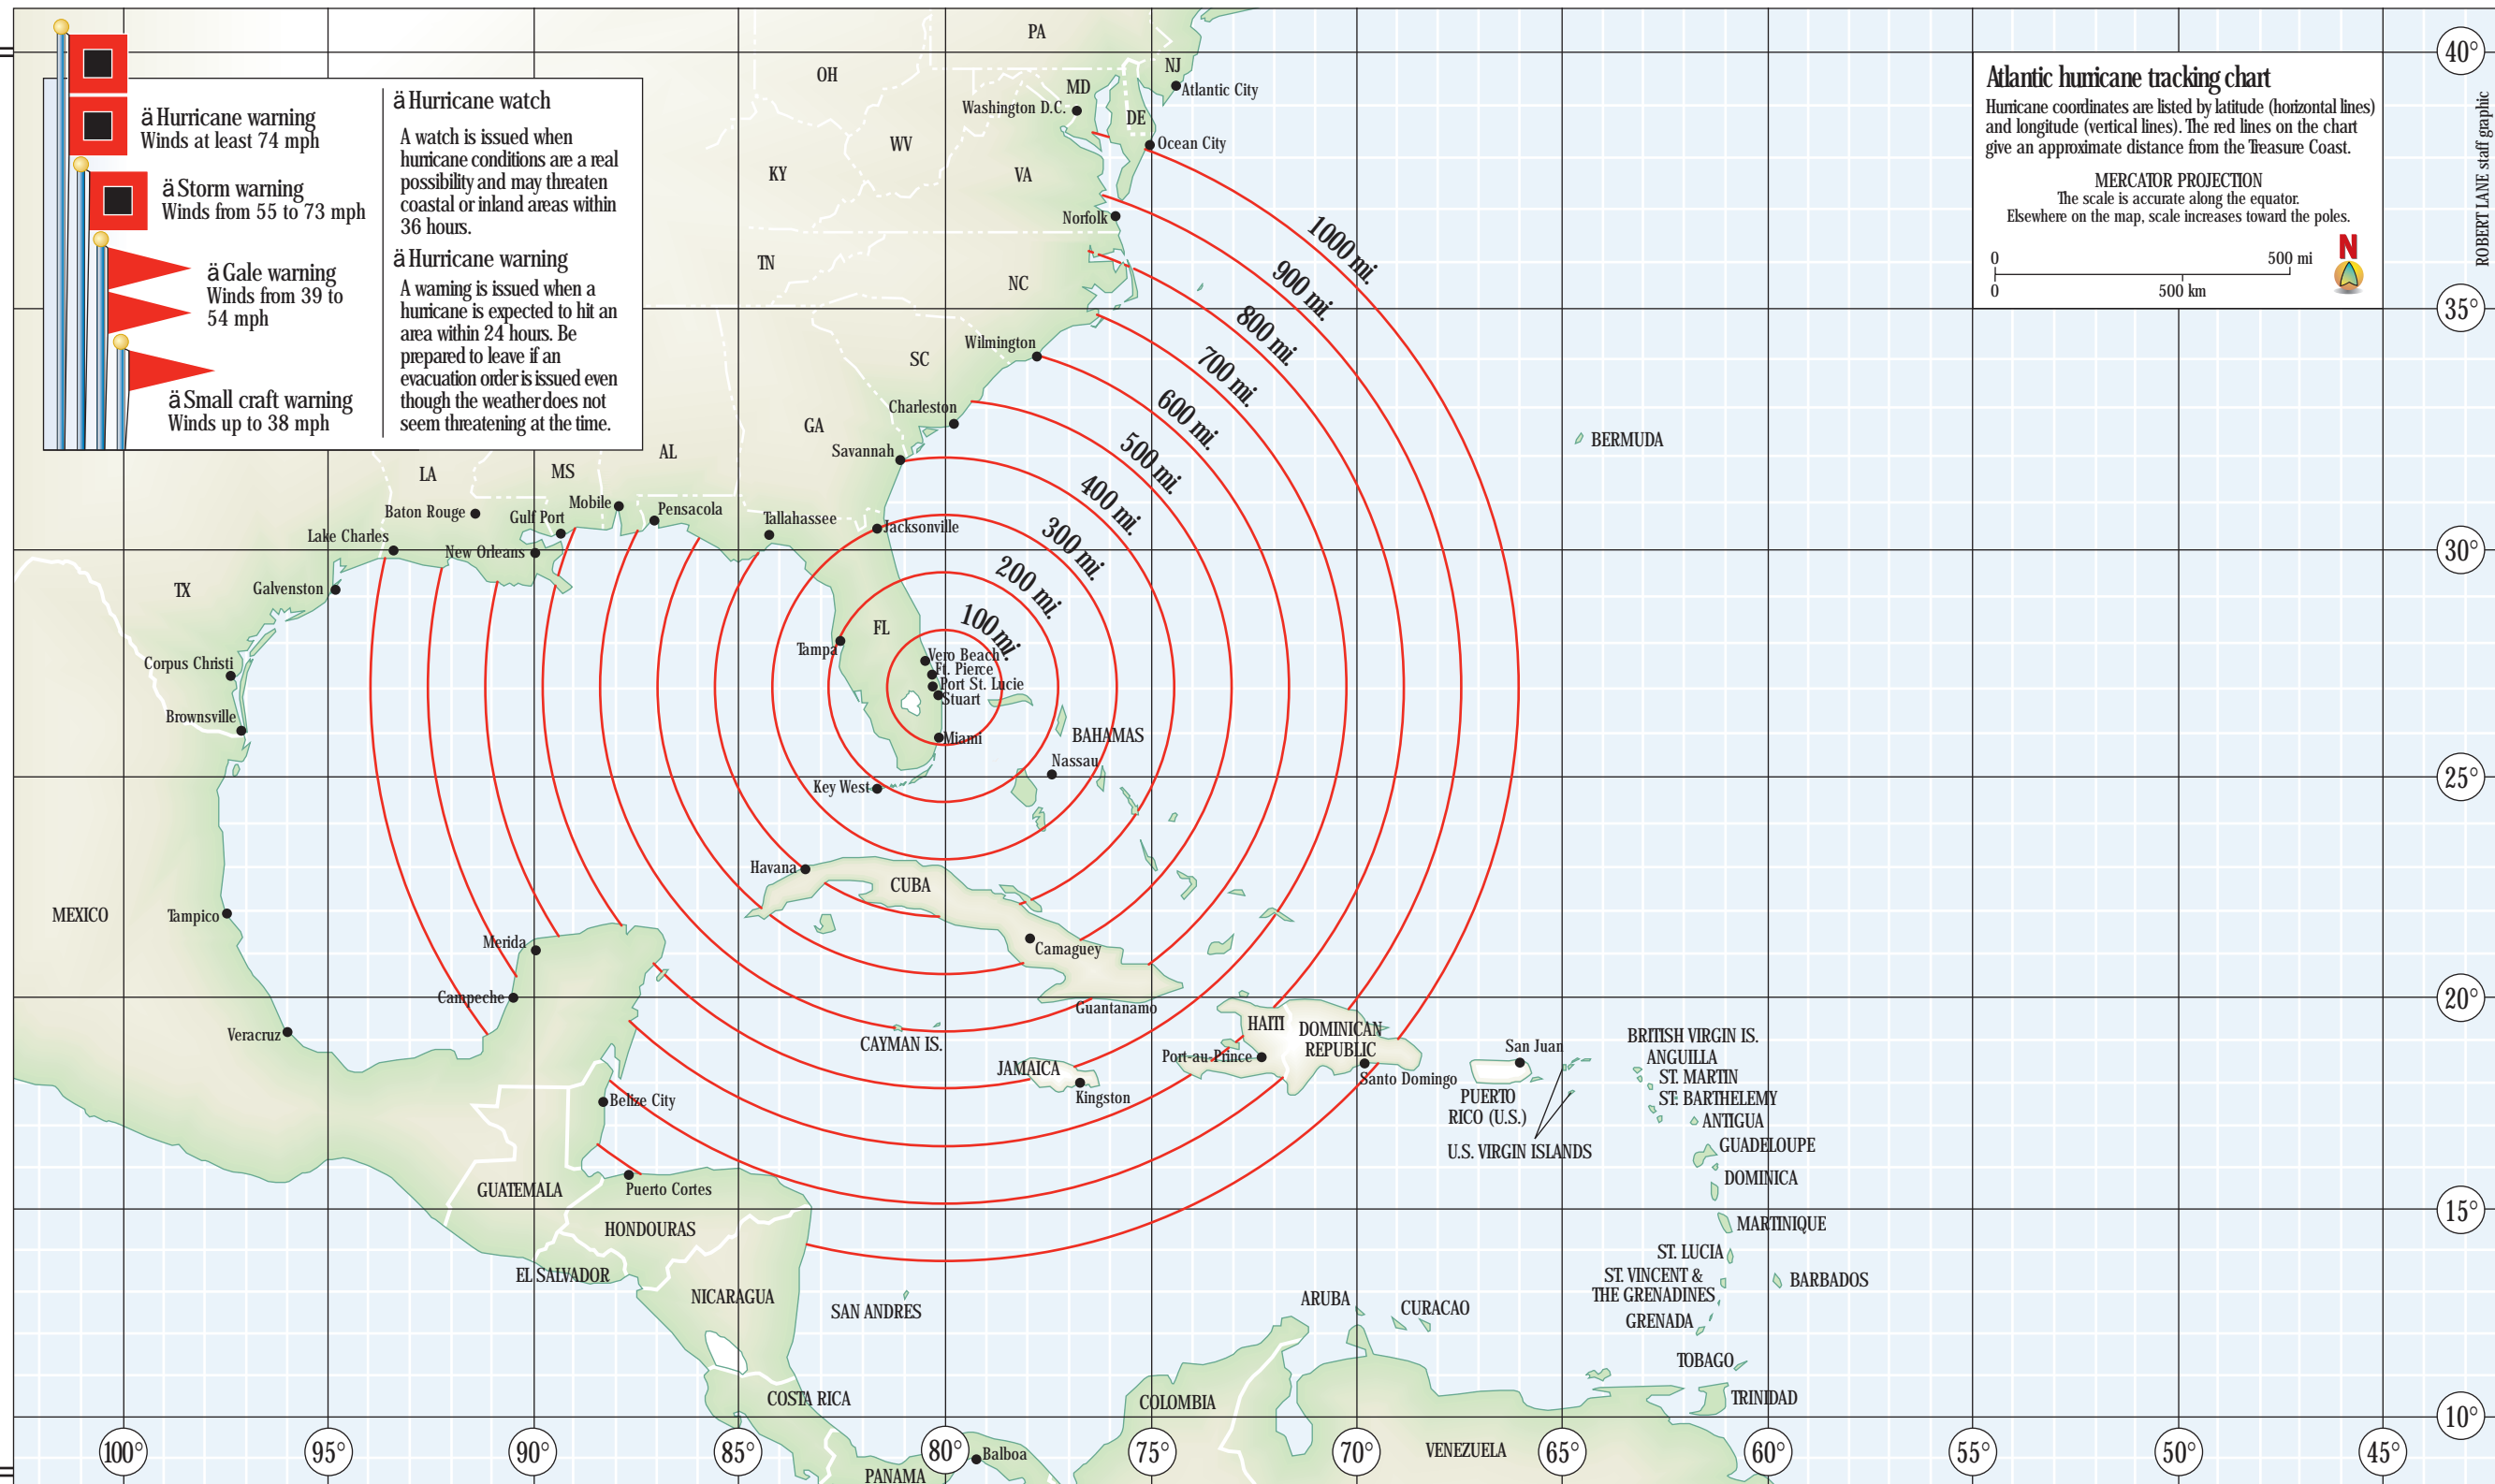 ä Hurricane warning
Winds at least 74 mph
ä Storm warning
Winds from 55 to 73 mph
ä Gale warning
Winds from 39 to
54 mph
ä Small craft warning
Winds up to 38 mph
ä Hurricane watch
A watch is issued when
hurricane conditions are a real
possibility and may threaten
coastal or inland areas within
36 hours.
ä Hurricane warning
A warning is issued when a
hurricane is expected to hit an
area within 24 hours. Be
prepared to leave if an
evacuation order is issued even
though the weather does not
seem threatening at the time.
Atlantic hurricane tracking chart
Hurricane coordinates are listed by latitude (horizontal lines)
and longitude (vertical lines). The red lines on the chart
give an approximate distance from the Treasure Coast.
MERCATOR PROJECTION
The scale is accurate along the equator.
Elsewhere on the map, scale increases toward the poles.
0 500 mi
0 500 km
N
ROBERT LANE staff graphic
40°
35°
30°
25°
20°
15°
10°
PA
OH
NJ
MD
Atlantic City
Washington D.C.
DE
Ocean City
WV
VA
KY
Norfolk
TN
NC
Wilmington
SC
Charleston
GA
Savannah
AL
MS
LA
Mobile
Pensacola
Baton Rouge
Gulf Port
Tallahassee
Jacksonville
Lake Charles
New Orleans
TX
Galvenston
FL
Tampa
Vero Beach
Ft. Pierce
Port St. Lucie
Stuart
Corpus Christi
Brownsville
Miami
BAHAMAS
Nassau
Key West
1000 mi.
900 mi.
800 mi.
700 mi.
600 mi.
500 mi.
400 mi.
300 mi.
200 mi.
100 mi.
BERMUDA
Havana
CUBA
MEXICO
Tampico
Merida
Camaguey
Campeche
Guantanamo
Veracruz
CAYMAN IS.
HAITI
DOMINICAN
REPUBLIC
JAMAICA
Port-au-Prince
Santo Domingo
Kingston
San Juan
PUERTO
RICO (U.S.)
U.S. VIRGIN ISLANDS
BRITISH VIRGIN IS.
ANGUILLA
ST. MARTIN
ST. BARTHELEMY
ANTIGUA
GUADELOUPE
DOMINICA
MARTINIQUE
ST. LUCIA
ST. VINCENT &
THE GRENADINES
BARBADOS
GRENADA
TOBAGO
TRINIDAD
Belize City
Puerto Cortes
GUATEMALA
HONDOURAS
EL SALVADOR
NICARAGUA
SAN ANDRES
ARUBA
CURACAO
COSTA RICA
COLOMBIA
VENEZUELA
Balboa
PANAMA
100° 95° 90° 85° 80° 75° 70° 65° 60° 55° 50° 45°